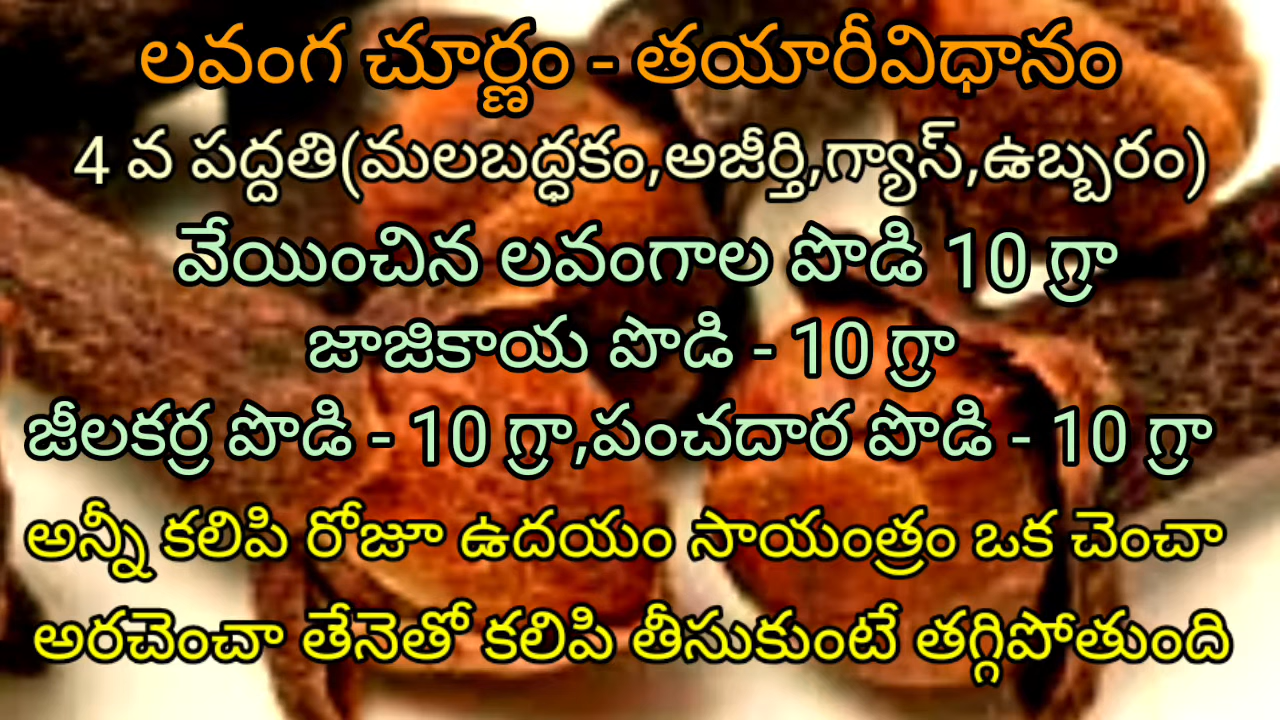 లవంగ చూర్ణం - తయారీవిధానం
4 వ పద్దతి(మలబద్ధకం,అజీర్తి,గ్యాస్,ఉబ్బరం)
వేయించిన లవంగాల పొడి 10 గ్రా
జాజికాయ పొడి - 10 గ్రా
జీలకర్ర పొడి - 10 గ్రా,పంచదార పొడి - 10 గ్రా
అన్నీ కలిపి రోజూ ఉదయం సాయంత్రం ఒక చెంచా
అరచెంచా తేనెతో కలిపి తీసుకుంటే తగ్గిపోతుంది